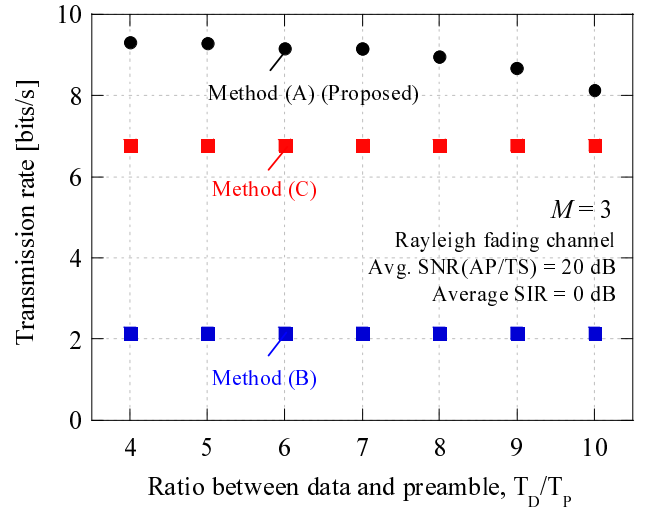 10
8
6
4
2
0
Transmission rate [bits/s]
Method (A) (Proposed)
Method (C)
M = 3
Rayleigh fading channel
Avg. SNR(AP/TS) = 20 dB
Average SIR = 0 dB
Method (B)
4 5 6 7 8 9 10
Ratio between data and preamble, T_D/T_P